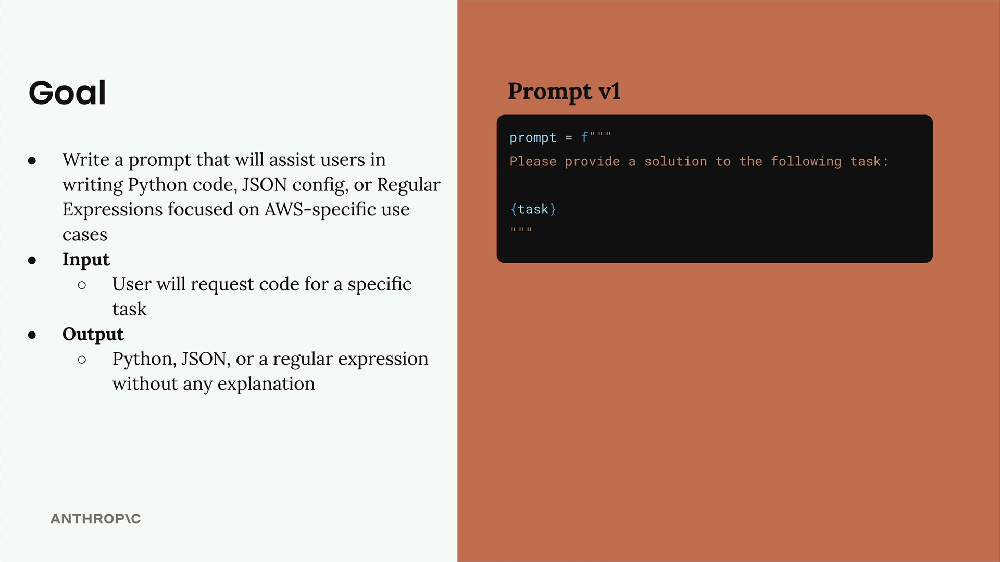 Goal
● Write a prompt that will assist users in
writing Python code, JSON config, or Regular
Expressions focused on AWS-specific use
cases
● Input
○ User will request code for a specific
task
● Output
○ Python, JSON, or a regular expression
without any explanation
ANTHROP\C
Prompt v1
prompt = f"""
Please provide a solution to the following task:
{task}
"""